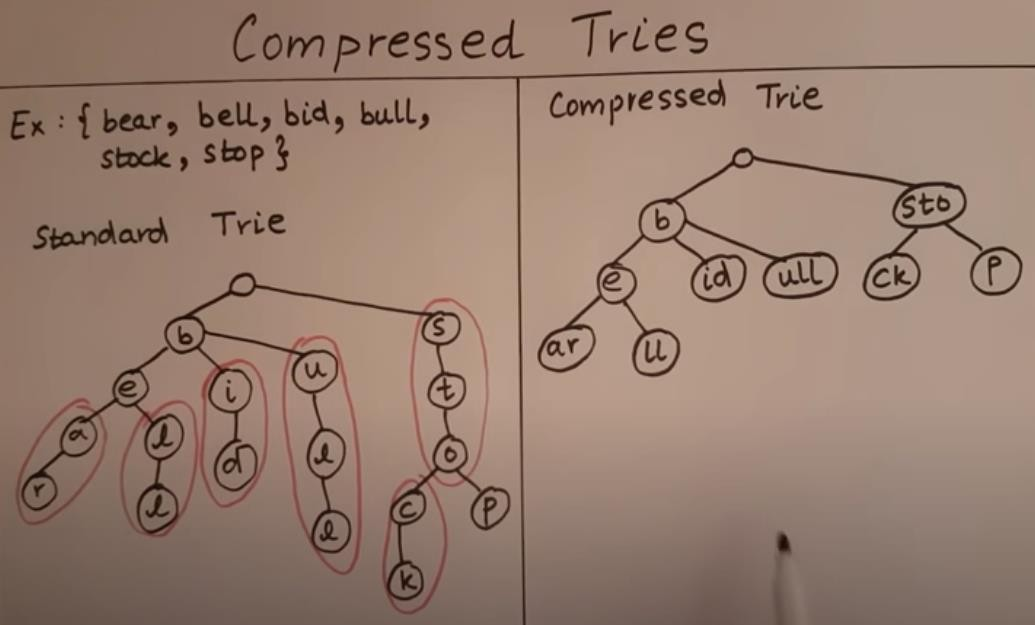 Compressed Tries
Ex : { bear, bell, bid, bull,
stock, stop }
Standard Trie
b s
e i u t
a l d l o
r l l c p
k
Compressed Trie
b sto
e id ull ck p
ar ll